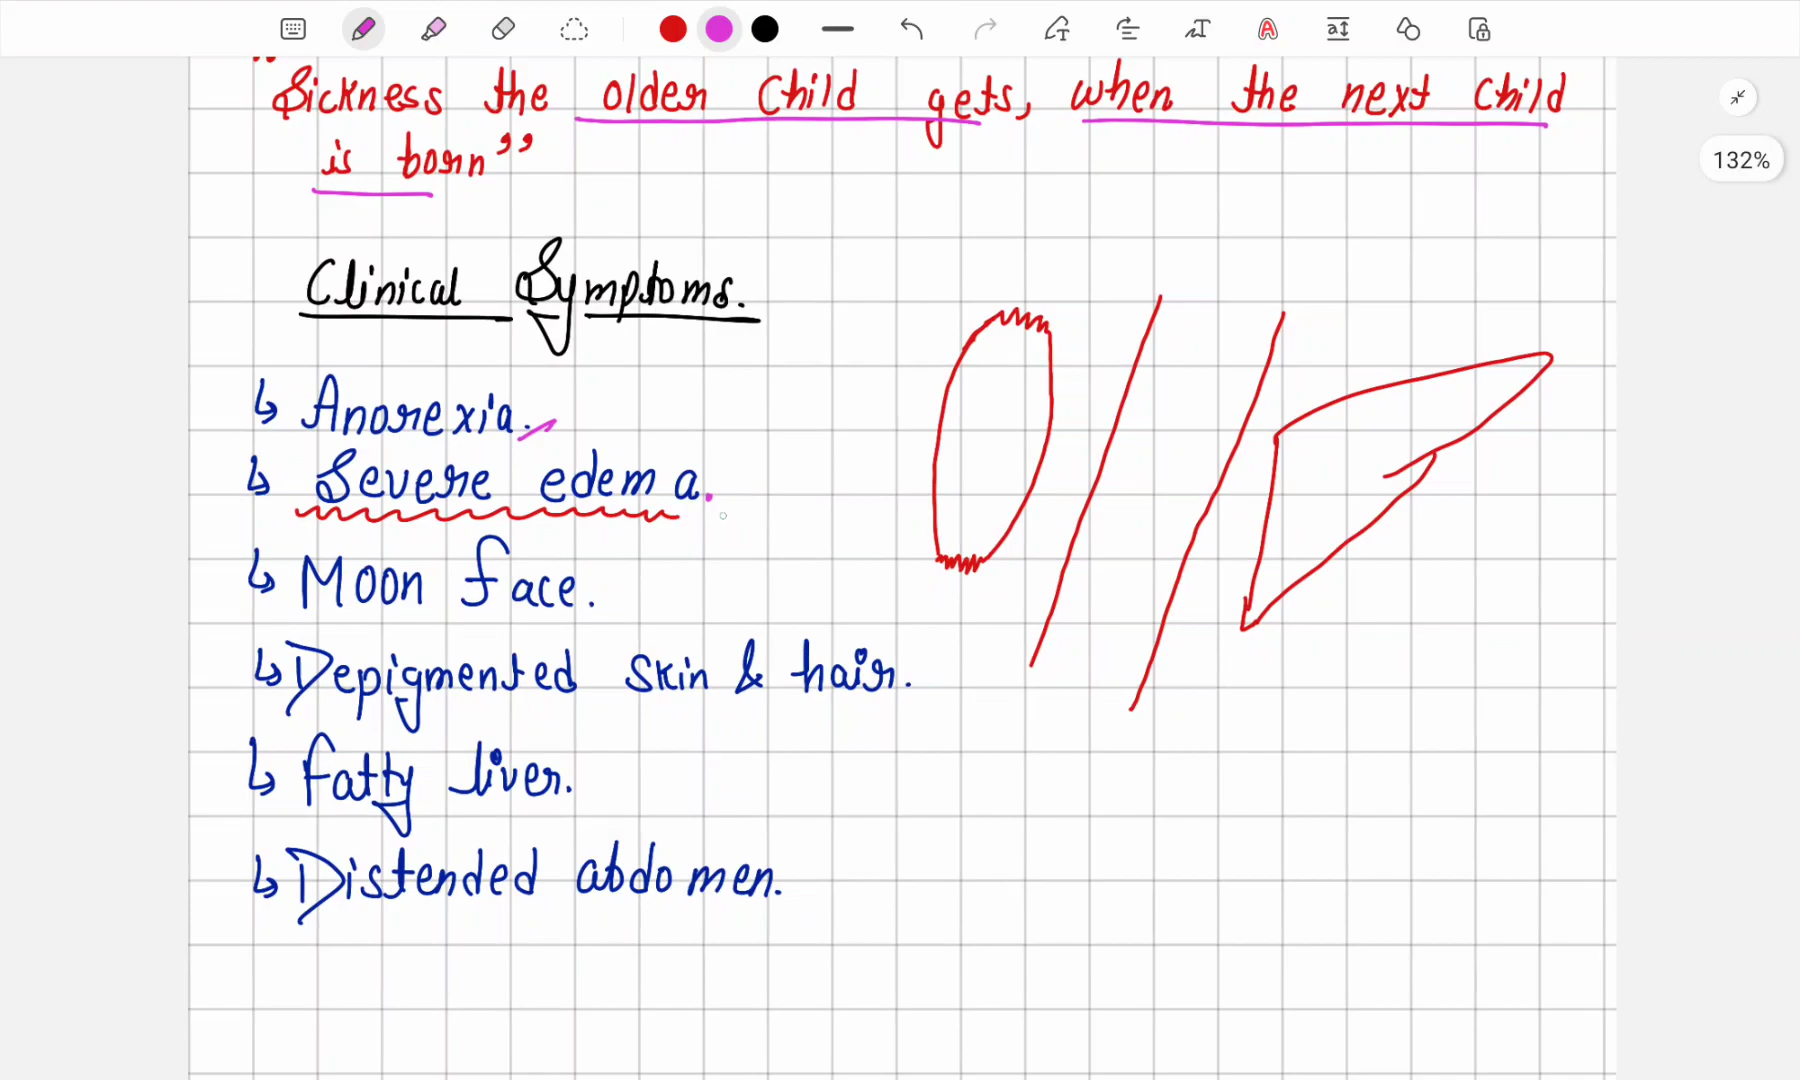 132%
"Sickness the older Child gets, when the next Child
is born"
Clinical Symptoms.
↳ Anorexia.
↳ Severe edema.
↳ Moon face.
↳ Depigmented skin & hair.
↳ Fatty liver.
↳ Distended abdomen.